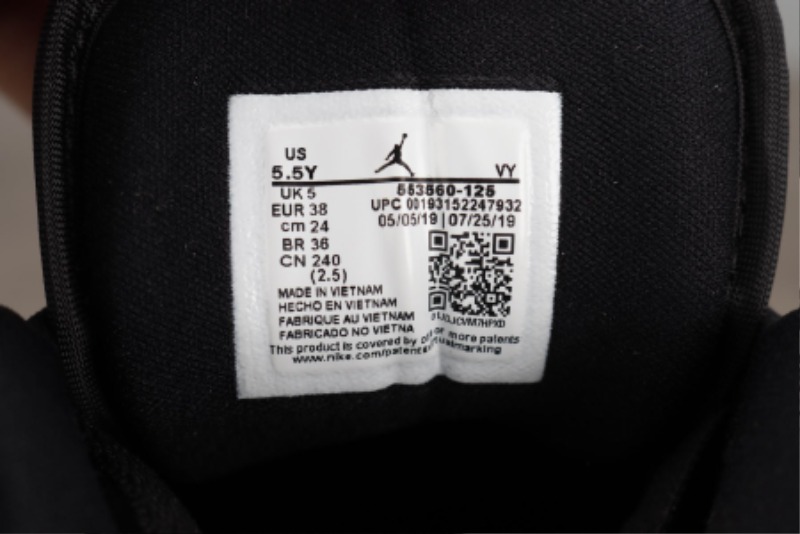 US
5.5Y
VY
UK 5
EUR 38
cm 24
BR 36
CN 240
(2.5)
553560-125
UPC 00193152247932
05/05/19 | 07/25/19
MADE IN VIETNAM
HECHO EN VIETNAM
FABRIQUE AU VIETNAM
FABRICADO NO VIETNA
This product is covered by or more patents
www.nike.com/patents